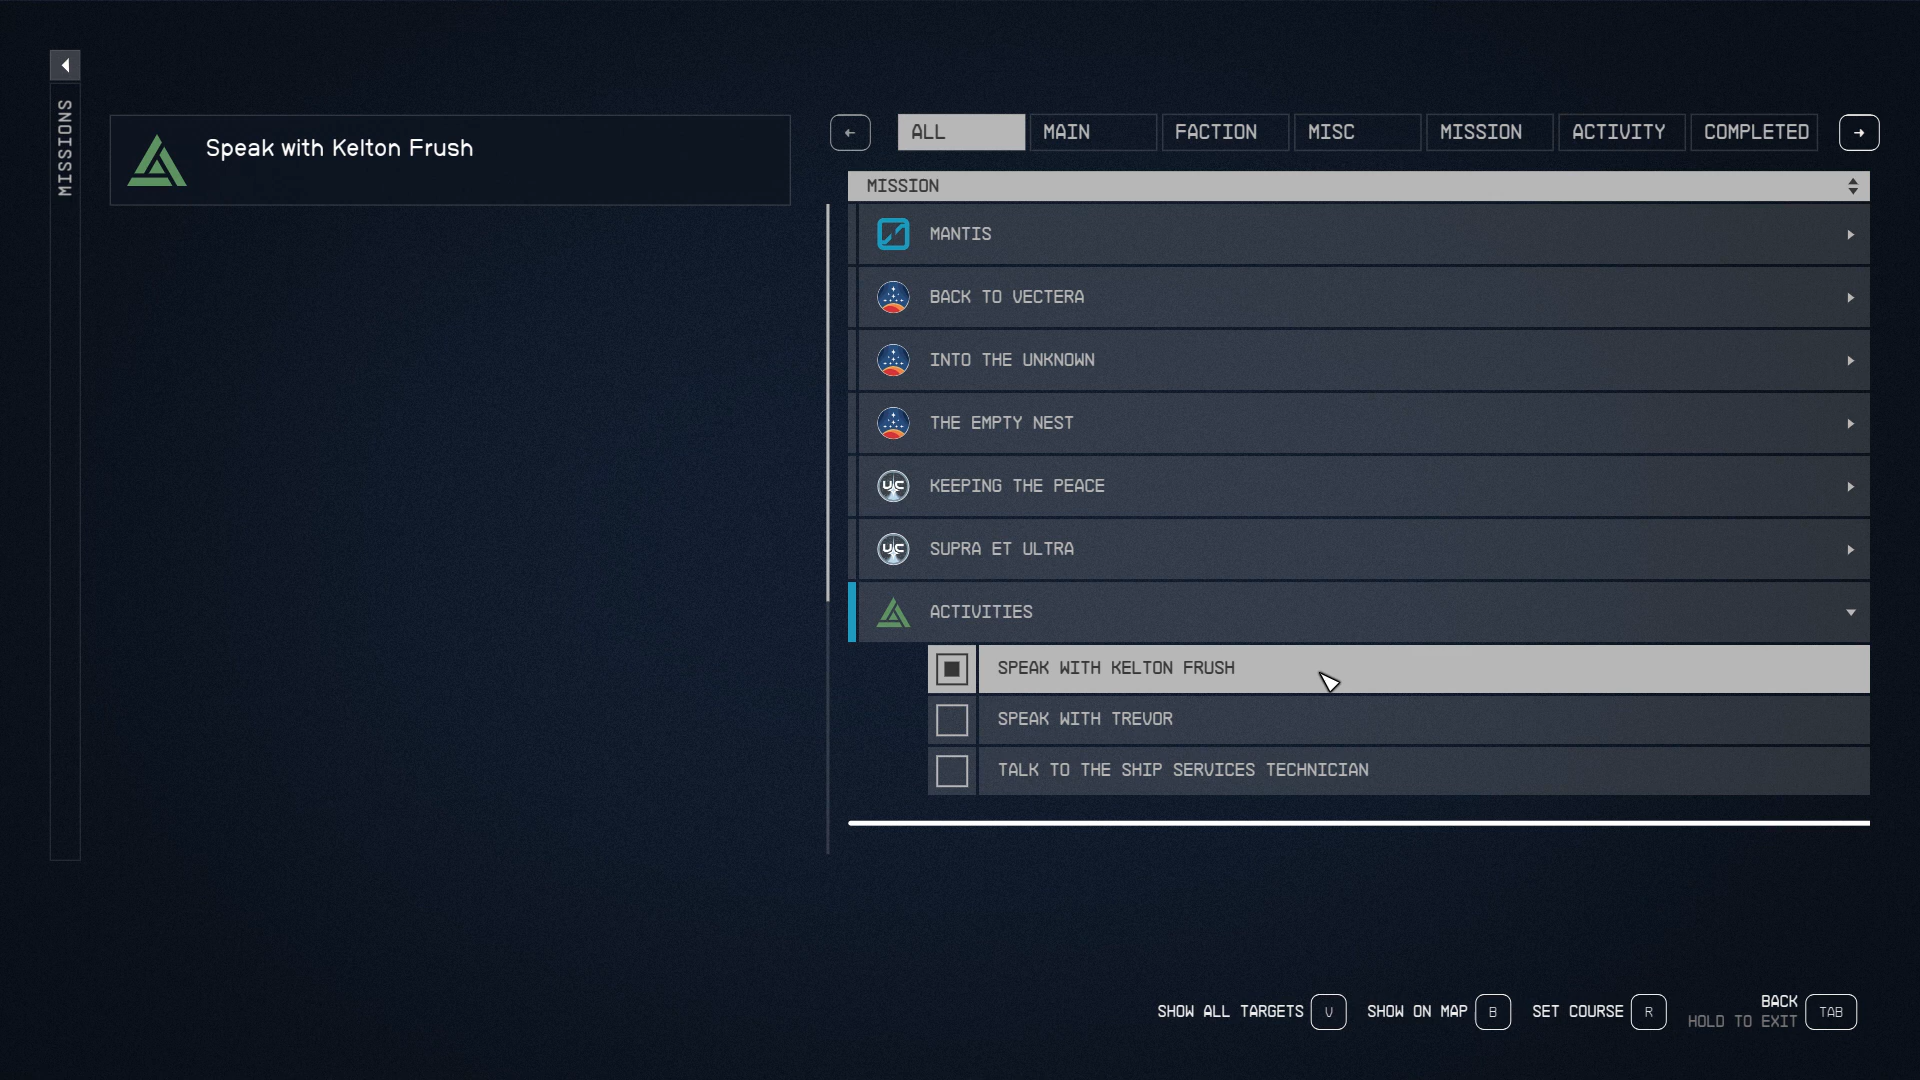 MISSIONS
Speak with Kelton Frush
ALL MAIN FACTION MISC MISSION ACTIVITY COMPLETED
MISSION
MANTIS
BACK TO VECTERA
INTO THE UNKNOWN
THE EMPTY NEST
UC KEEPING THE PEACE
UC SUPRA ET ULTRA
ACTIVITIES
SPEAK WITH KELTON FRUSH
SPEAK WITH TREVOR
TALK TO THE SHIP SERVICES TECHNICIAN
SHOW ALL TARGETS V SHOW ON MAP B SET COURSE R BACK TAB
HOLD TO EXIT